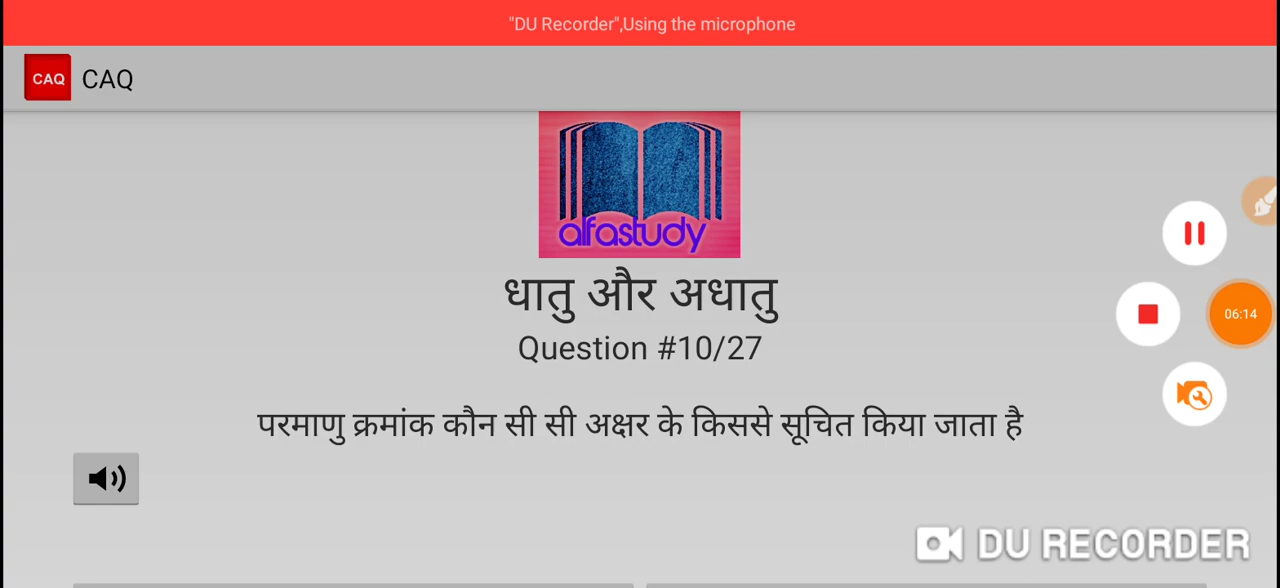 "DU Recorder",Using the microphone
CAQ CAQ
alfastudy
धातु और अधातु
Question #10/27
06:14
परमाणु क्रमांक कौन सी सी अक्षर के किससे सूचित किया जाता है
DU RECORDER